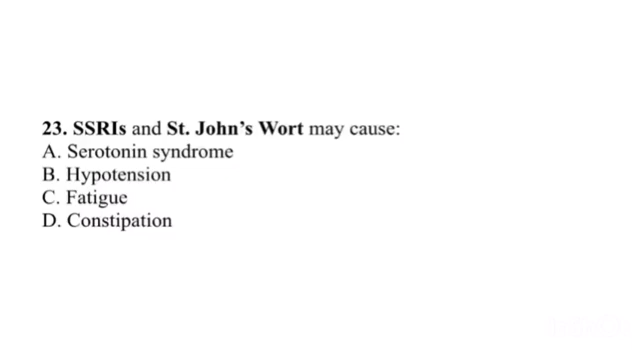 23. SSRIs and St. John’s Wort may cause:
A. Serotonin syndrome
B. Hypotension
C. Fatigue
D. Constipation